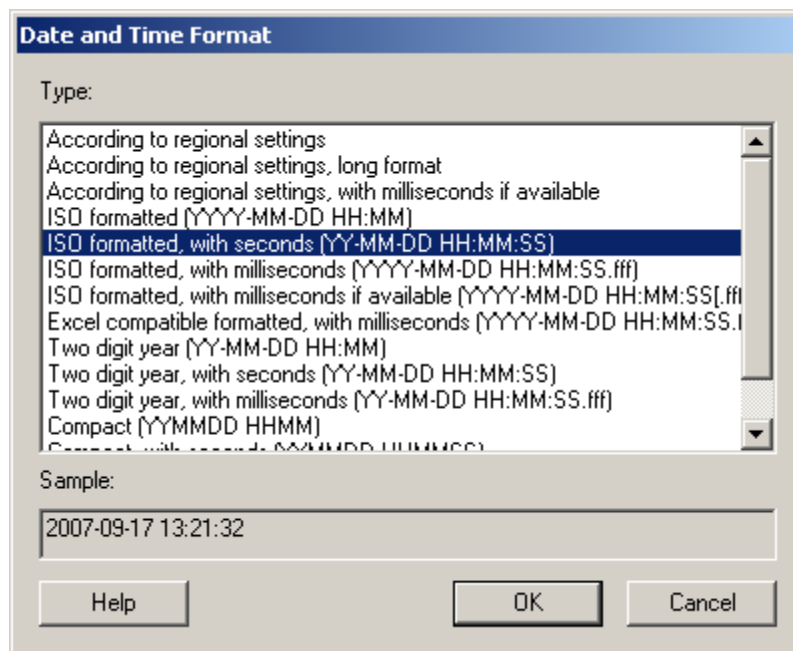 Date and Time Format
Type:
According to regional settings
According to regional settings, long format
According to regional settings, with milliseconds if available
ISO formatted (YYYY-MM-DD HH:MM)
ISO formatted, with seconds (YY-MM-DD HH:MM:SS)
ISO formatted, with milliseconds (YYYY-MM-DD HH:MM:SS.fff)
ISO formatted, with milliseconds if available (YYYY-MM-DD HH:MM:SS[.fff
Excel compatible formatted, with milliseconds (YYYY-MM-DD HH:MM:SS.
Two digit year (YY-MM-DD HH:MM)
Two digit year, with seconds (YY-MM-DD HH:MM:SS)
Two digit year, with milliseconds (YY-MM-DD HH:MM:SS.fff)
Compact (YYMMDD HHMM)
Compact, with seconds (YYMMDD HHMMSS)
Sample:
2007-09-17 13:21:32
Help
OK
Cancel